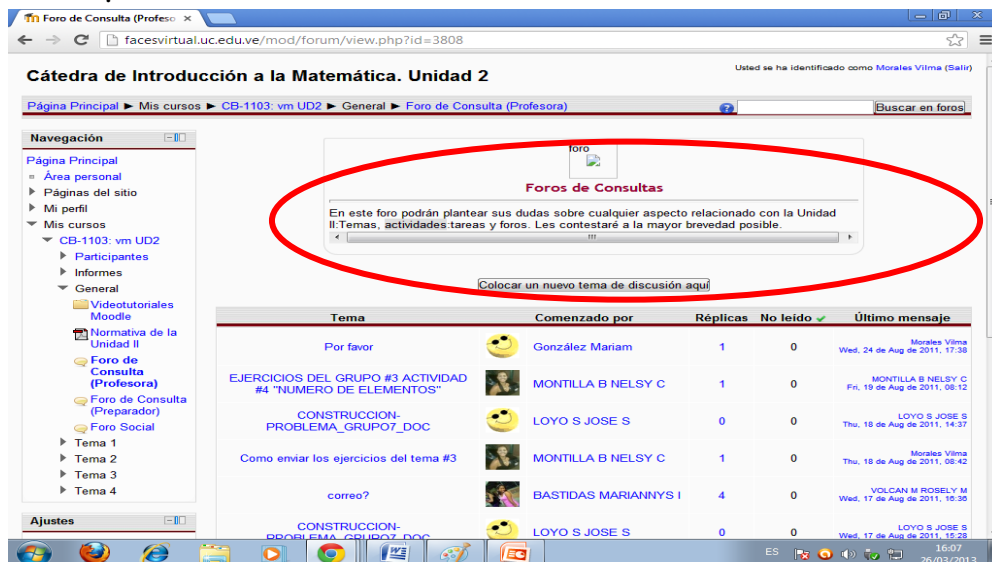 Foro de Consulta (Profeso
facesvirtual.uc.edu.ve/mod/forum/view.php?id=3808
Cátedra de Introducción a la Matemática. Unidad 2
Usted se ha identificado como Morales Vilma (Salir)
Página Principal ► Mis cursos ► CB-1103: vm UD2 ► General ► Foro de Consulta (Profesora)
Buscar en foros
Navegación
Página Principal
Área personal
Páginas del sitio
Mi perfil
Mis cursos
CB-1103: vm UD2
Participantes
Informes
General
Videotutoriales
Moodle
Normativa de la
Unidad II
Foro de
Consulta
(Profesora)
Foro de Consulta
(Preparador)
Foro Social
Tema 1
Tema 2
Tema 3
Tema 4
Ajustes
foro
Foros de Consultas
En este foro podrán plantear sus dudas sobre cualquier aspecto relacionado con la Unidad
II:Temas, actividades:tareas y foros. Les contestaré a la mayor brevedad posible.
Colocar un nuevo tema de discusión aquí
Tema Comenzado por Réplicas No leído Último mensaje
Por favor González Mariam 1 0 Morales Vilma
Wed, 24 de Aug de 2011, 17:38
EJERCICIOS DEL GRUPO #3 ACTIVIDAD
#4 "NUMERO DE ELEMENTOS" MONTILLA B NELSY C 1 0 MONTILLA B NELSY C
Fri, 19 de Aug de 2011, 08:12
CONSTRUCCION-
PROBLEMA_GRUPO7_DOC LOYO S JOSE S 0 0 LOYO S JOSE S
Thu, 18 de Aug de 2011, 14:37
Como enviar los ejercicios del tema #3 MONTILLA B NELSY C 1 0 Morales Vilma
Thu, 18 de Aug de 2011, 08:42
correo? BASTIDAS MARIANNYS I 4 0 VOLCAN M ROSELY M
Wed, 17 de Aug de 2011, 16:36
CONSTRUCCION-
PROBLEMA_GRUPO7_DOC LOYO S JOSE S 0 0 LOYO S JOSE S
Wed, 17 de Aug de 2011, 15:28
ES
16:07
26/03/2013